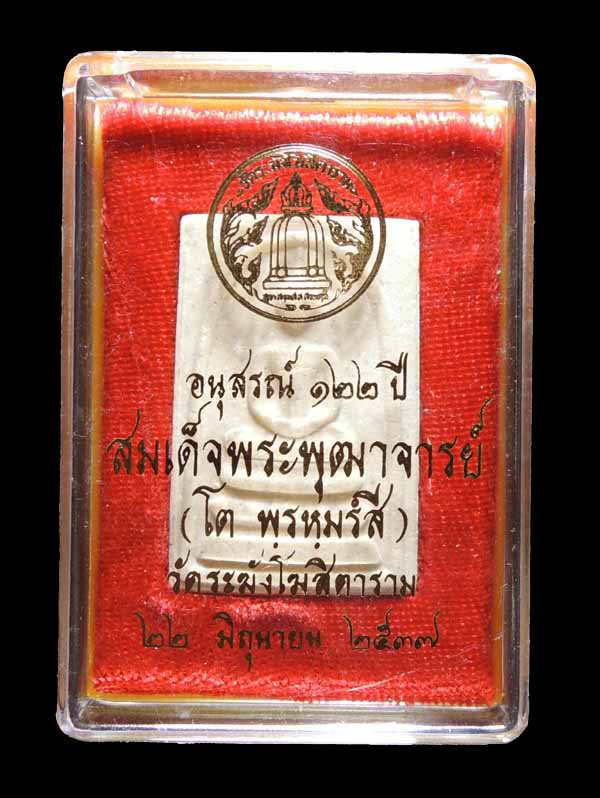 อนุสรณ์ ๑๒๒ ปี
สมเด็จพระพุฒาจารย์
(โต พฺรหฺมรํสี)
วัดระฆังโฆสิตาราม
๒๒ มิถุนายน ๒๕๓๗